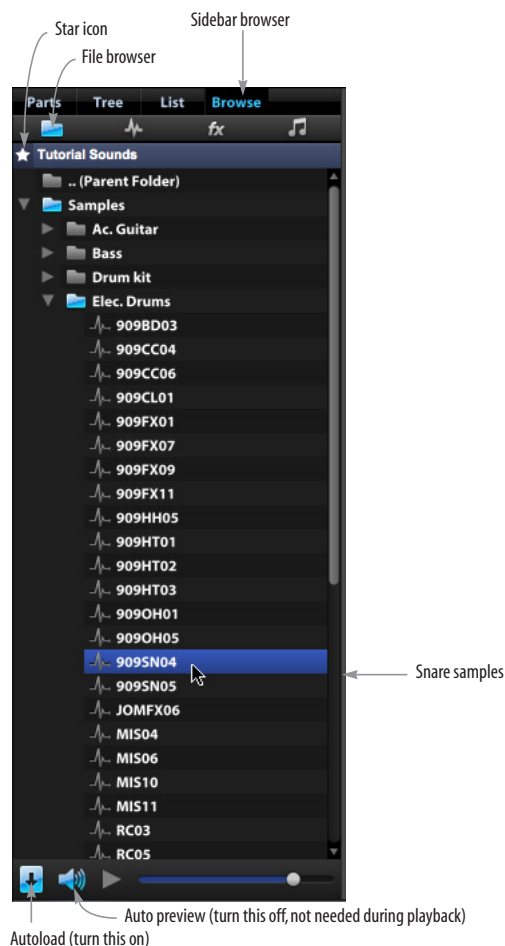 Sidebar browser
Star icon
File browser
Parts Tree List Browse
fx
Tutorial Sounds
.. (Parent Folder)
Samples
Ac. Guitar
Bass
Drum kit
Elec. Drums
909BD03
909CC04
909CC06
909CL01
909FX01
909FX07
909FX09
909FX11
909HH05
909HT01
909HT02
909HT03
909OH01
909OH05
909SN04
Snare samples
909SN05
JOMFX06
MIS04
MIS06
MIS10
MIS11
RC03
RC05
Auto preview (turn this off, not needed during playback)
Autoload (turn this on)